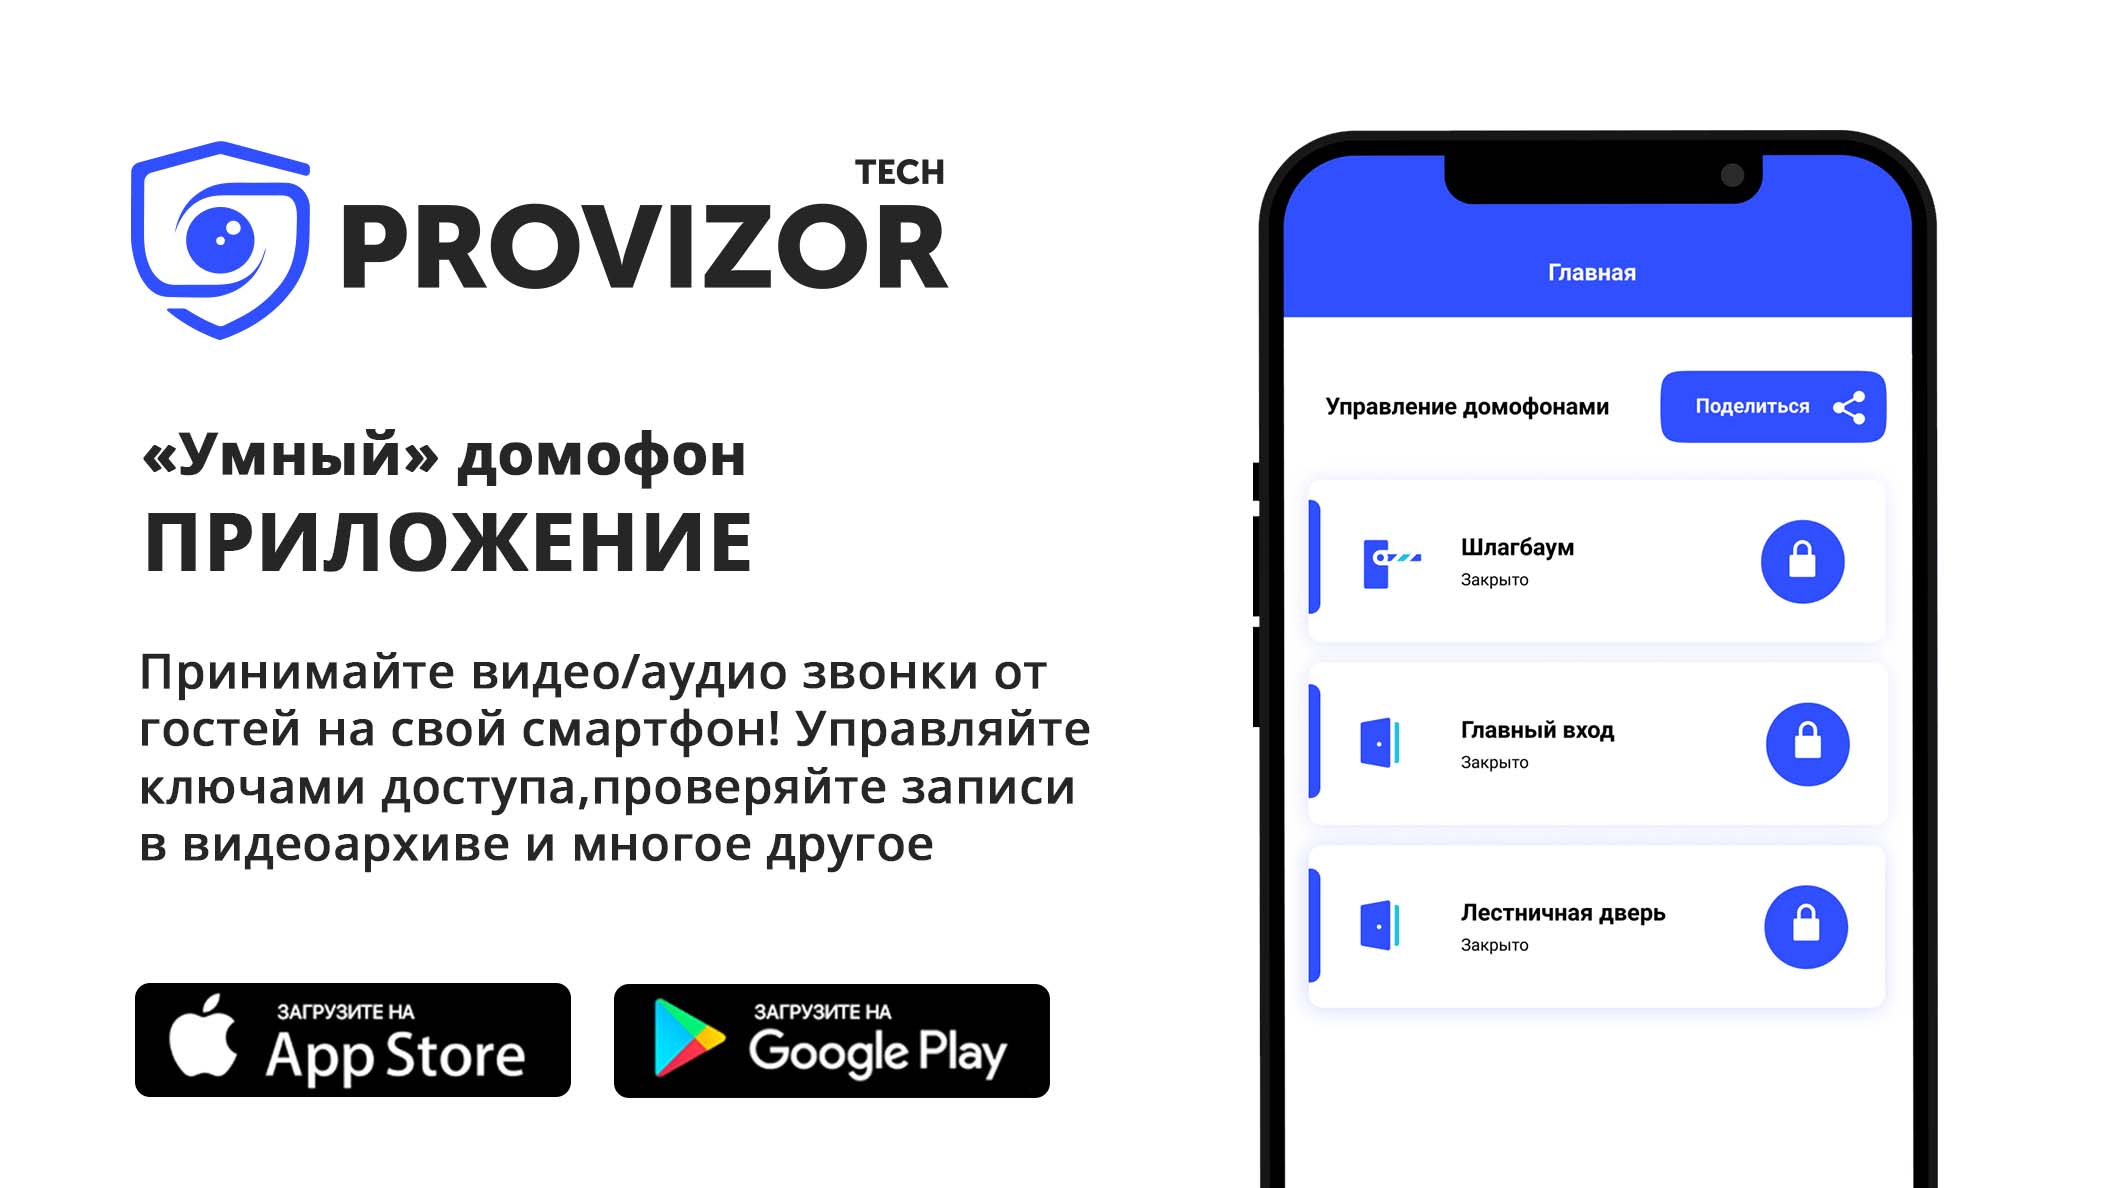 TECH
PROVIZOR
«Умный» домофон
ПРИЛОЖЕНИЕ
Принимайте видео/аудио звонки от
гостей на свой смартфон! Управляйте
ключами доступа,проверяйте записи
в видеоархиве и многое другое
ЗАГРУЗИТЕ НА
App Store
ЗАГРУЗИТЕ НА
Google Play
Главная
Управление домофонами
Поделиться
Шлагбаум
Закрыто
Главный вход
Закрыто
Лестничная дверь
Закрыто